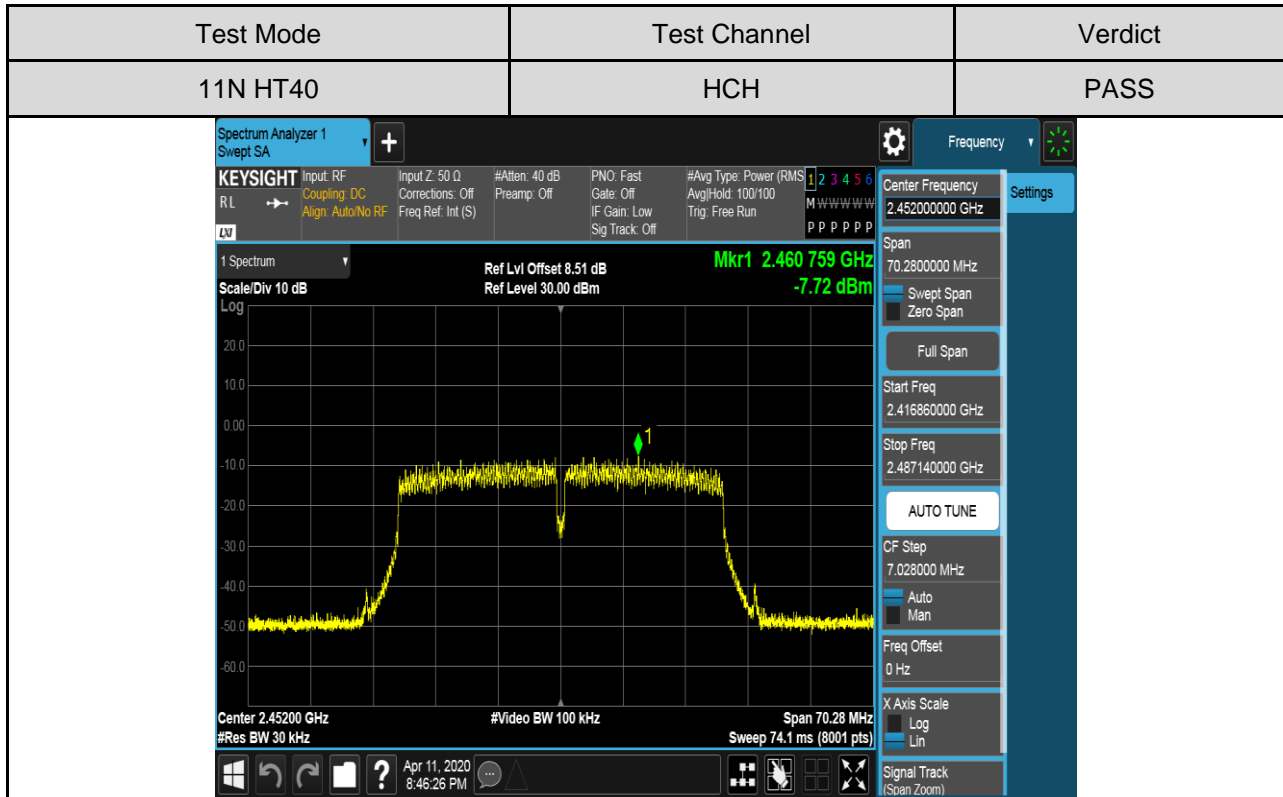 Test Mode Test Channel Verdict
11N HT40 HCH PASS
Spectrum Analyzer 1
Swept SA
+
Frequency
KEYSIGHT
RL
LXI
Input: RF
Coupling: DC
Align: Auto/No RF
Input Z: 50 Ω
Corrections: Off
Freq Ref: Int (S)
#Atten: 40 dB
Preamp: Off
PNO: Fast
Gate: Off
IF Gain: Low
Sig Track: Off
#Avg Type: Power (RMS
Avg|Hold: 100/100
Trig: Free Run
1 2 3 4 5 6
M W W W W W
P P P P P P
Center Frequency
2.452000000 GHz
Settings
Span
70.2800000 MHz
Swept Span
Zero Span
Full Span
Start Freq
2.416860000 GHz
Stop Freq
2.487140000 GHz
AUTO TUNE
CF Step
7.028000 MHz
Auto
Man
Freq Offset
0 Hz
X Axis Scale
Log
Lin
Signal Track
(Span Zoom)
1 Spectrum
Scale/Div 10 dB
Ref Lvl Offset 8.51 dB
Ref Level 30.00 dBm
Mkr1 2.460 759 GHz
-7.72 dBm
Log
20.0
10.0
0.00
-10.0
-20.0
-30.0
-40.0
-50.0
-60.0
1
Center 2.45200 GHz
#Res BW 30 kHz
#Video BW 100 kHz
Span 70.28 MHz
Sweep 74.1 ms (8001 pts)
?
Apr 11, 2020
8:46:26 PM